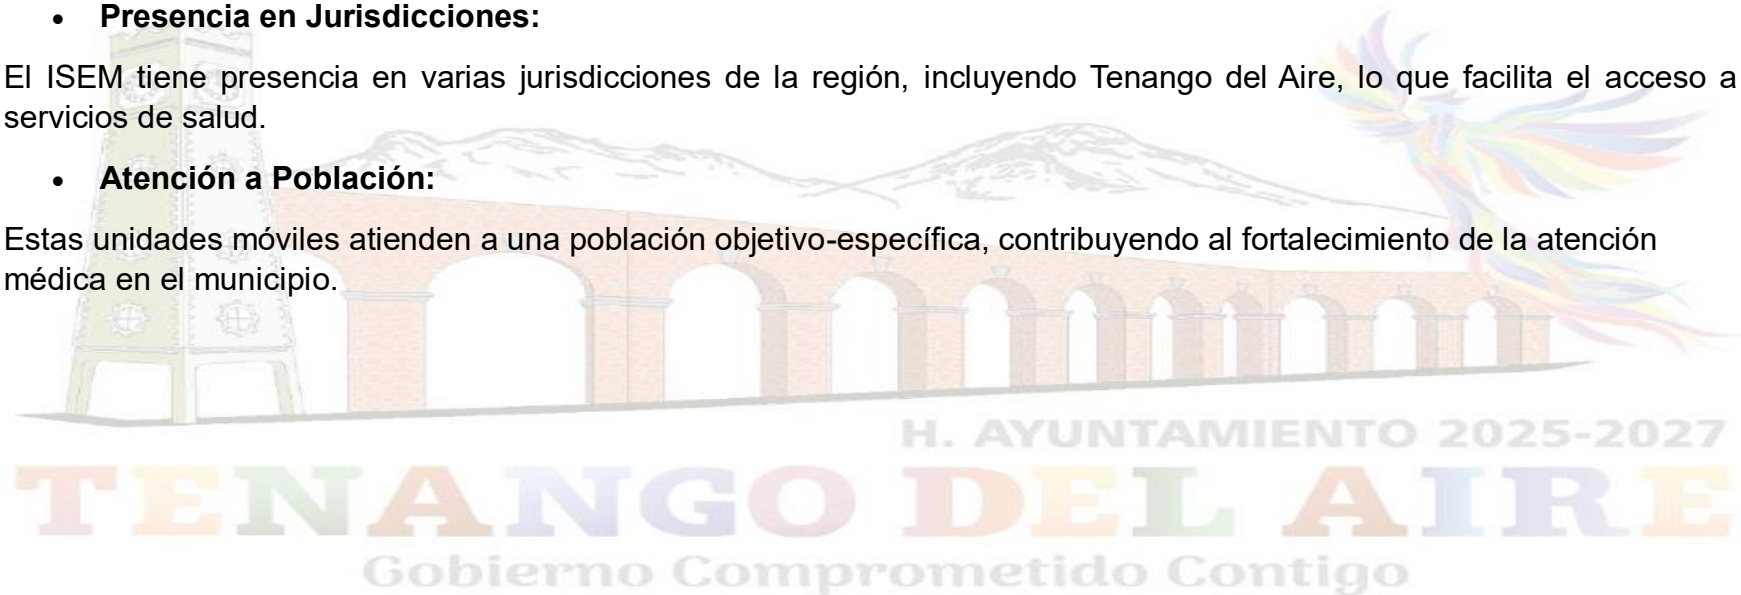 • Presencia en Jurisdicciones:
El ISEM tiene presencia en varias jurisdicciones de la región, incluyendo Tenango del Aire, lo que facilita el acceso a
servicios de salud.
• Atención a Población:
Estas unidades móviles atienden a una población objetivo-específica, contribuyendo al fortalecimiento de la atención
médica en el municipio.
H. AYUNTAMIENTO 2025-2027
TENANGO DEL AIRE
Gobierno Comprometido Contigo